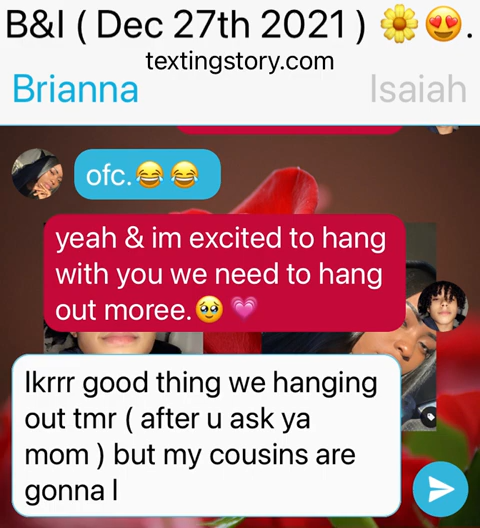 B&I ( Dec 27th 2021 ) 🌼😍.
textingstory.com
Brianna Isaiah
ofc.😂😂
yeah & im excited to hang
with you we need to hang
out moree.🥹💗
Ikrrr good thing we hanging
out tmr ( after u ask ya
mom ) but my cousins are
gonna l